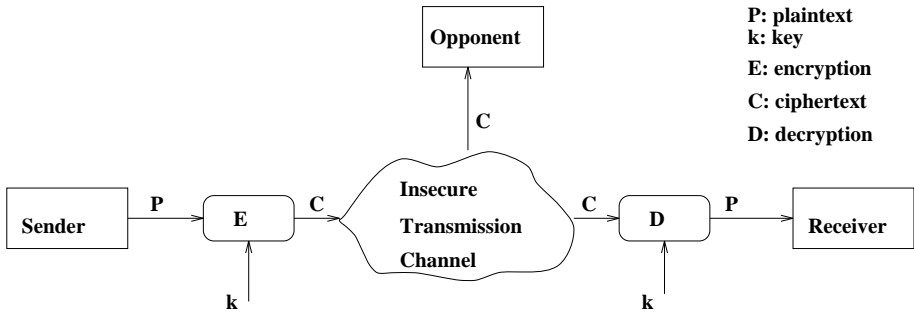 P: plaintext
k: key
E: encryption
C: ciphertext
D: decryption
Opponent
C
Sender
P
E
C
Insecure
Transmission
Channel
C
D
P
Receiver
k
k